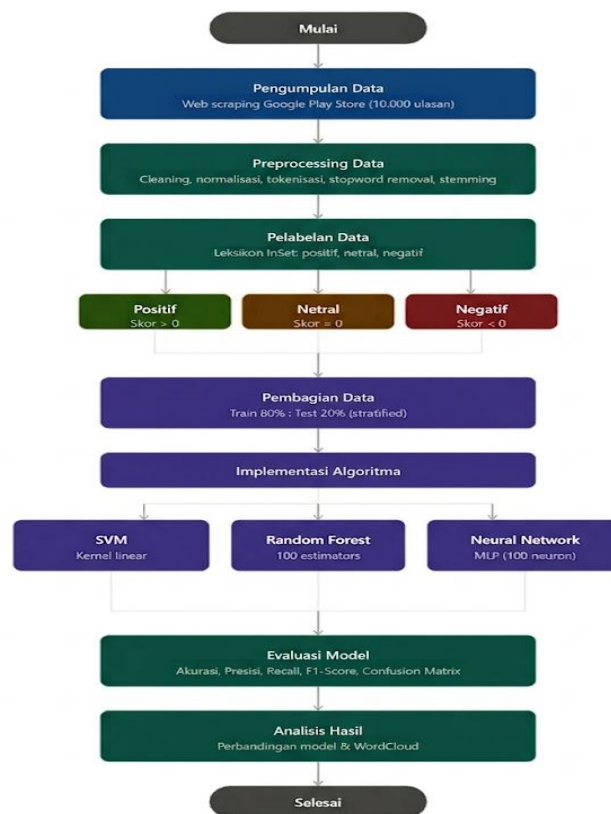 Mulai
Pengumpulan Data
Web scraping Google Play Store (10.000 ulasan)
Preprocessing Data
Cleaning, normalisasi, tokenisasi, stopword removal, stemming
Pelabelan Data
Leksikon InSet: positif, netral, negatif
Positif
Skor > 0
Netral
Skor = 0
Negatif
Skor < 0
Pembagian Data
Train 80% : Test 20% (stratified)
Implementasi Algoritma
SVM
Kernel linear
Random Forest
100 estimators
Neural Network
MLP (100 neuron)
Evaluasi Model
Akurasi, Presisi, Recall, F1-Score, Confusion Matrix
Analisis Hasil
Perbandingan model & WordCloud
Selesai